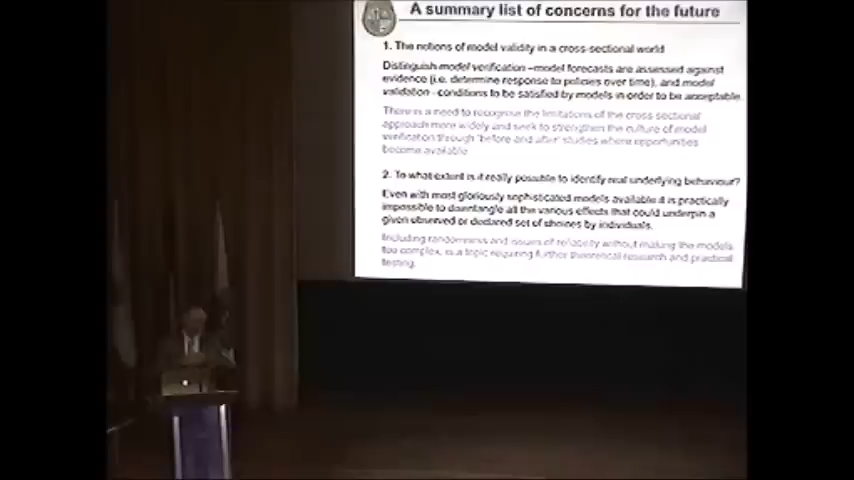 A summary list of concerns for the future
1. The notions of model validity in a cross-sectional world
Distinguish model verification –model forecasts are assessed against
evidence (i.e. determine response to policies over time), and model
validation –conditions to be satisfied by models in order to be acceptable
There is a need to recognise the limitations of the cross sectional
approach more widely and seek to strengthen the culture of model
verification through "before and after" studies where opportunities
become available
2. To what extent is it really possible to identify real underlying behaviour?
Even with most gloriously sophisticated models available it is practically
impossible to disentangle all the various effects that could underpin a
given observed or declared set of choices by individuals.
Including randomness and issues of reliability without making the models
too complex, is a topic requiring further theoretical research and practical
testing.